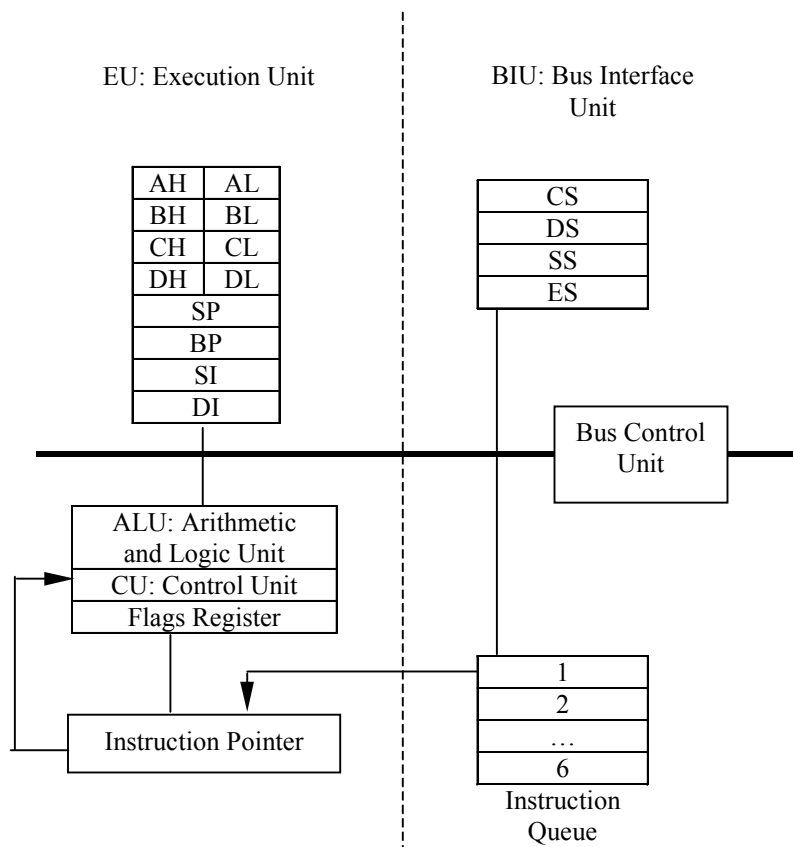 EU: Execution Unit
BIU: Bus Interface
Unit
AH AL
BH BL
CH CL
DH DL
SP
BP
SI
DI
CS
DS
SS
ES
Bus Control
Unit
ALU: Arithmetic
and Logic Unit
CU: Control Unit
Flags Register
Instruction Pointer
1
2
…
6
Instruction
Queue